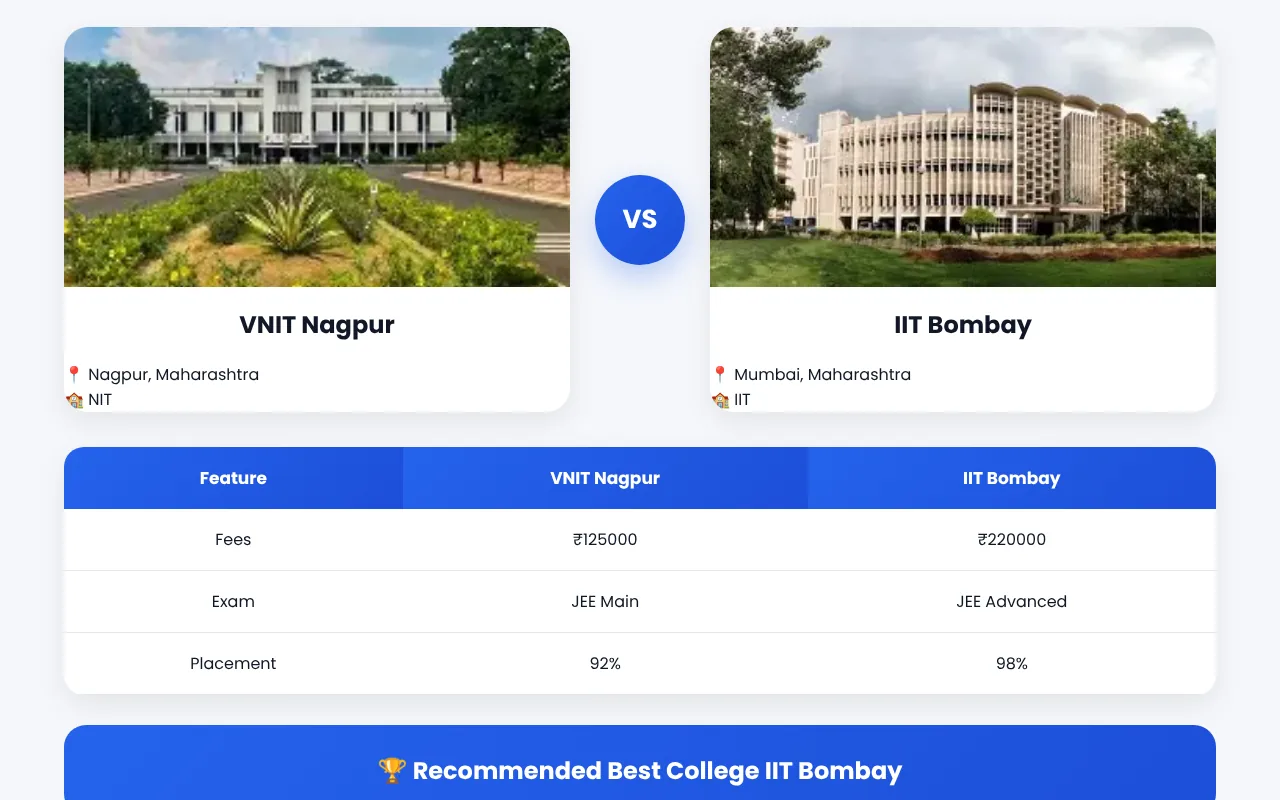 VS
VNIT Nagpur
📍 Nagpur, Maharashtra
🏫 NIT
IIT Bombay
📍 Mumbai, Maharashtra
🏫 IIT
Feature VNIT Nagpur IIT Bombay
Fees ₹125000 ₹220000
Exam JEE Main JEE Advanced
Placement 92% 98%
🏆 Recommended Best College IIT Bombay